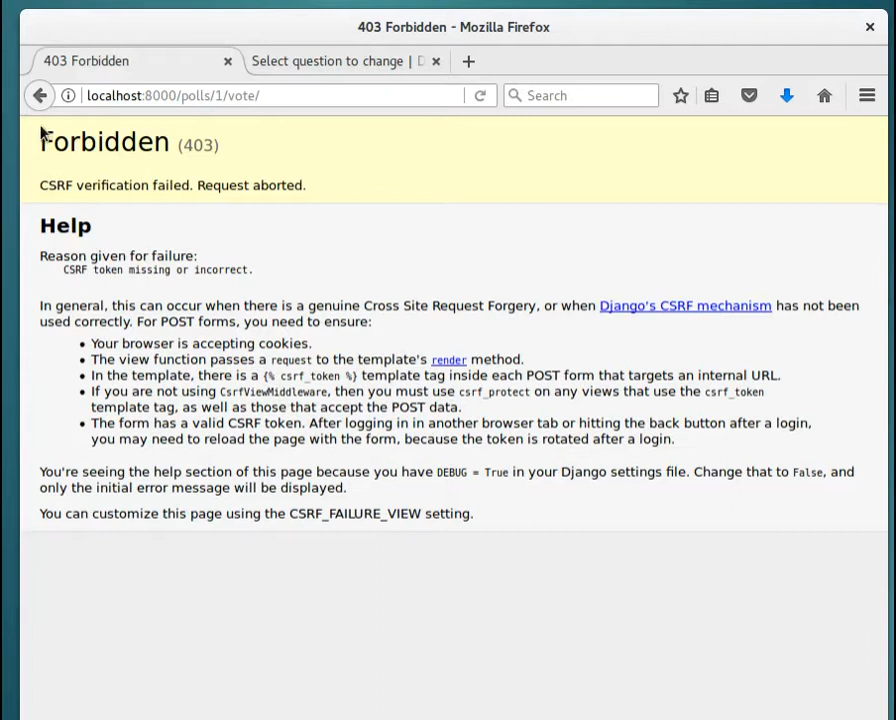 403 Forbidden - Mozilla Firefox
403 Forbidden
Select question to change | D
localhost:8000/polls/1/vote/
Search
Forbidden (403)
CSRF verification failed. Request aborted.
Help
Reason given for failure:
CSRF token missing or incorrect.
In general, this can occur when there is a genuine Cross Site Request Forgery, or when Django's CSRF mechanism has not been
used correctly. For POST forms, you need to ensure:
• Your browser is accepting cookies.
• The view function passes a request to the template's render method.
• In the template, there is a {% csrf_token %} template tag inside each POST form that targets an internal URL.
• If you are not using CsrfViewMiddleware, then you must use csrf_protect on any views that use the csrf_token
template tag, as well as those that accept the POST data.
• The form has a valid CSRF token. After logging in in another browser tab or hitting the back button after a login,
you may need to reload the page with the form, because the token is rotated after a login.
You're seeing the help section of this page because you have DEBUG = True in your Django settings file. Change that to False, and
only the initial error message will be displayed.
You can customize this page using the CSRF_FAILURE_VIEW setting.